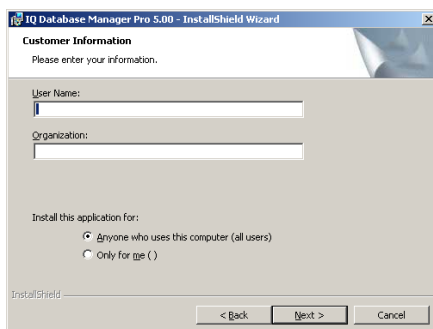 IQ Database Manager Pro 5.00 - InstallShield Wizard
Customer Information
Please enter your information.
User Name:
Organization:
Install this application for:
Anyone who uses this computer (all users)
Only for me ( )
InstallShield
< Back
Next >
Cancel